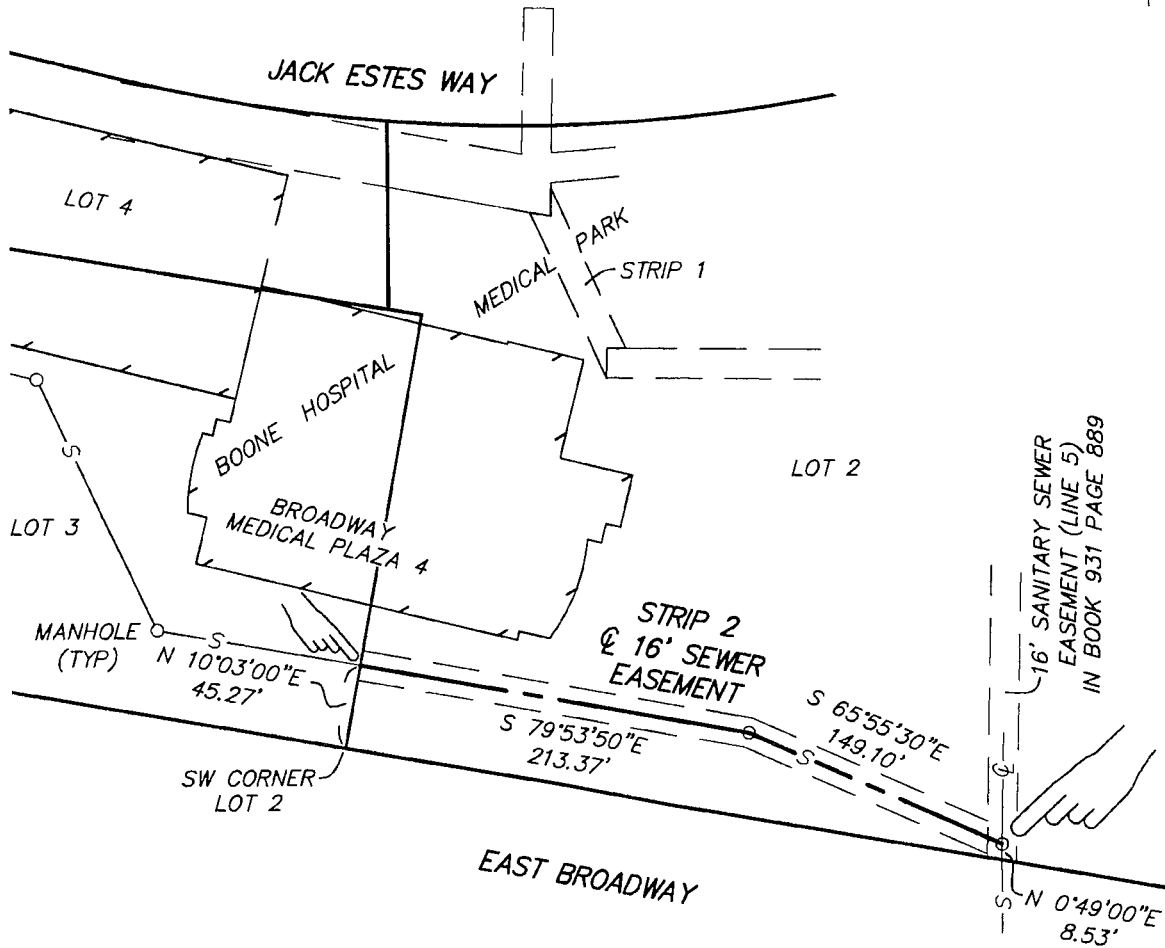 JACK ESTES WAY
LOT 4
MEDICAL PARK
STRIP 1
BOONE HOSPITAL
LOT 2
16' SANITARY SEWER
EASEMENT (LINE 5)
IN BOOK 931 PAGE 889
S
LOT 3
BROADWAY
MEDICAL PLAZA 4
MANHOLE
(TYP)
S
N 10°03'00"E
45.27'
STRIP 2
℄ 16' SEWER
EASEMENT
S 79°53'50"E
213.37'
S 65°55'30"E
149.10'
S
℄
SW CORNER
LOT 2
EAST BROADWAY
S
N 0°49'00"E
8.53'